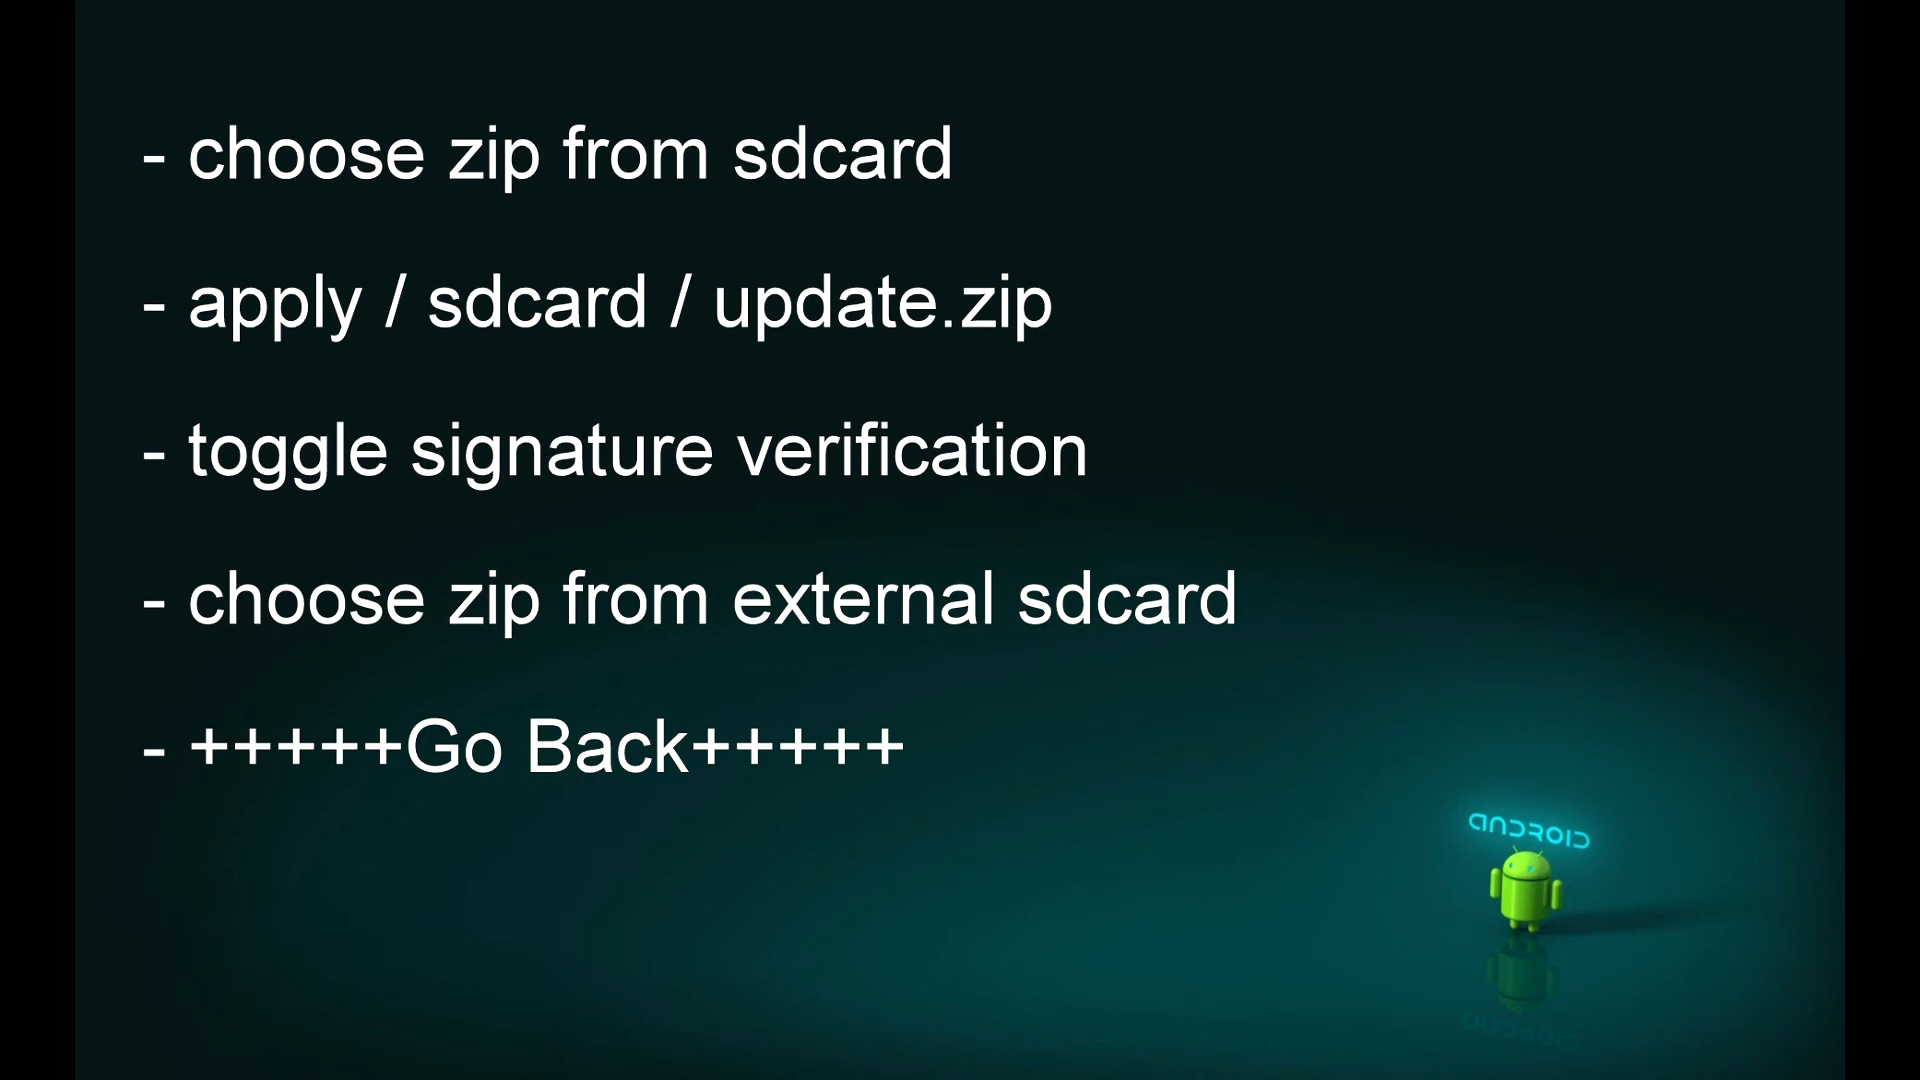 - choose zip from sdcard
- apply / sdcard / update.zip
- toggle signature verification
- choose zip from external sdcard
- +++++Go Back+++++
ANDROID